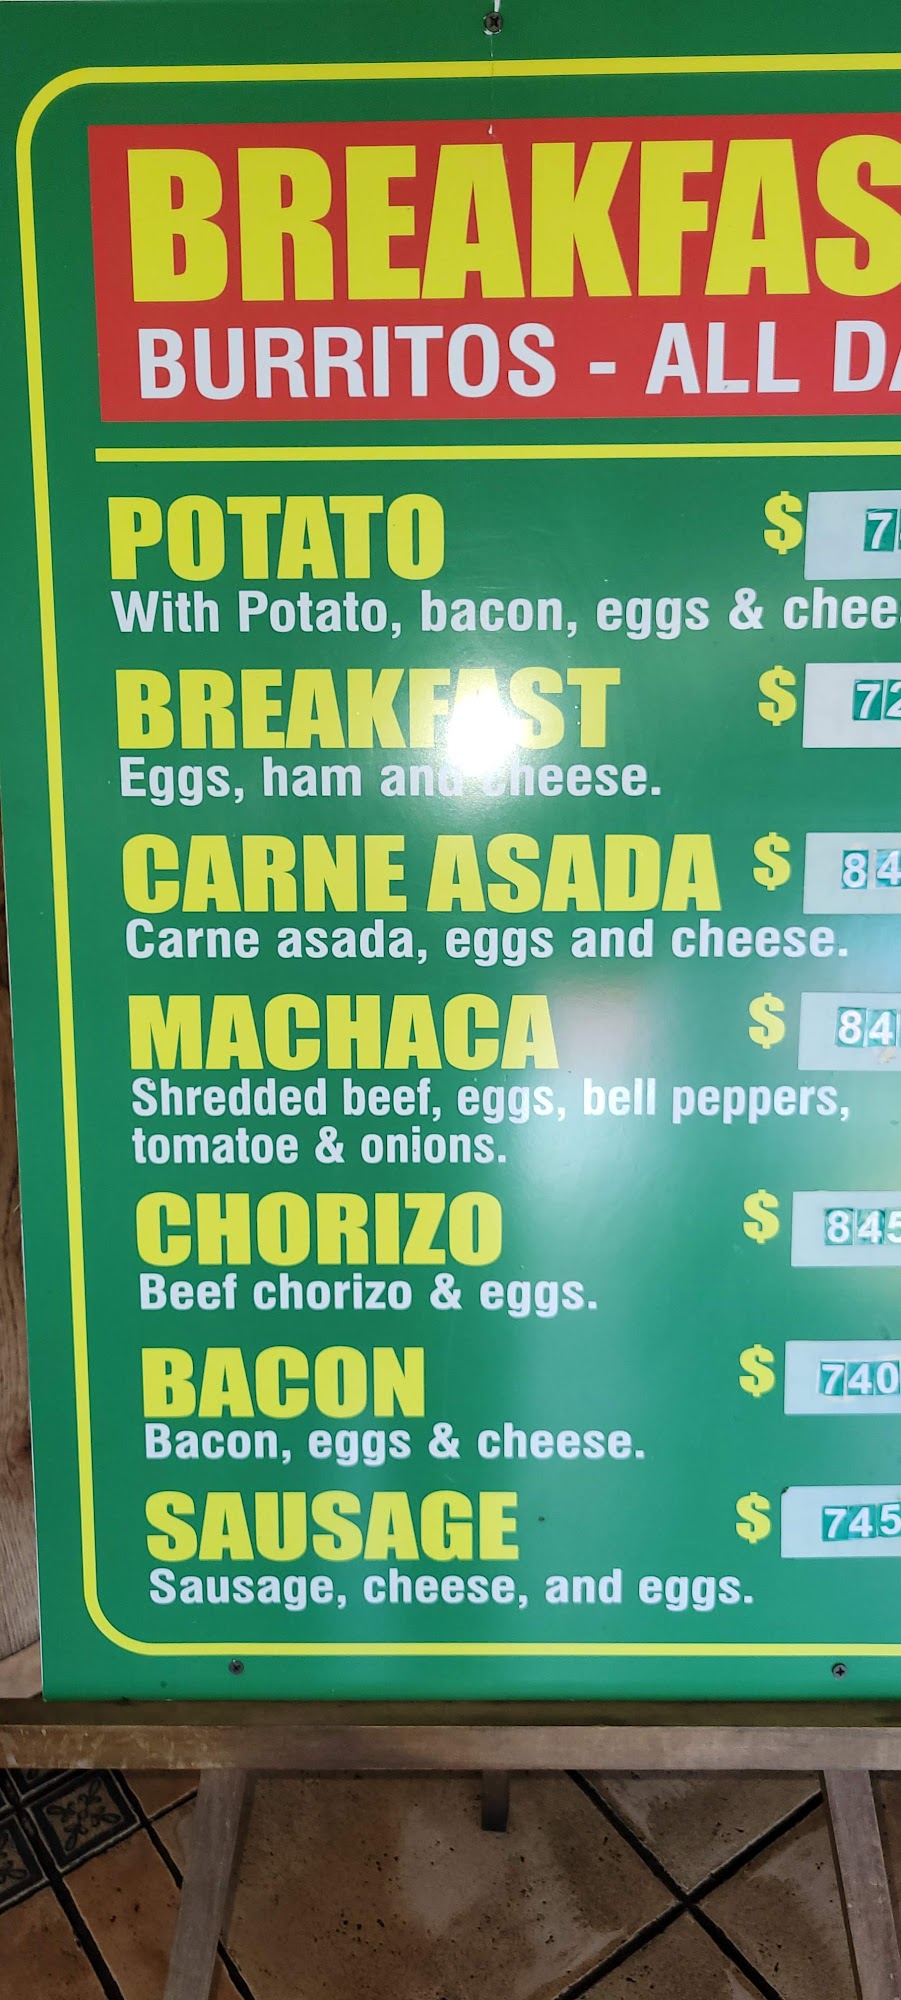 BREAKFAS
BURRITOS - ALL DA
POTATO $ 7
With Potato, bacon, eggs & chee
BREAKFAST $ 72
Eggs, ham and cheese.
CARNE ASADA $ 84
Carne asada, eggs and cheese.
MACHACA $ 84
Shredded beef, eggs, bell peppers,
tomatoe & onions.
CHORIZO $ 845
Beef chorizo & eggs.
BACON $ 740
Bacon, eggs & cheese.
SAUSAGE $ 745
Sausage, cheese, and eggs.